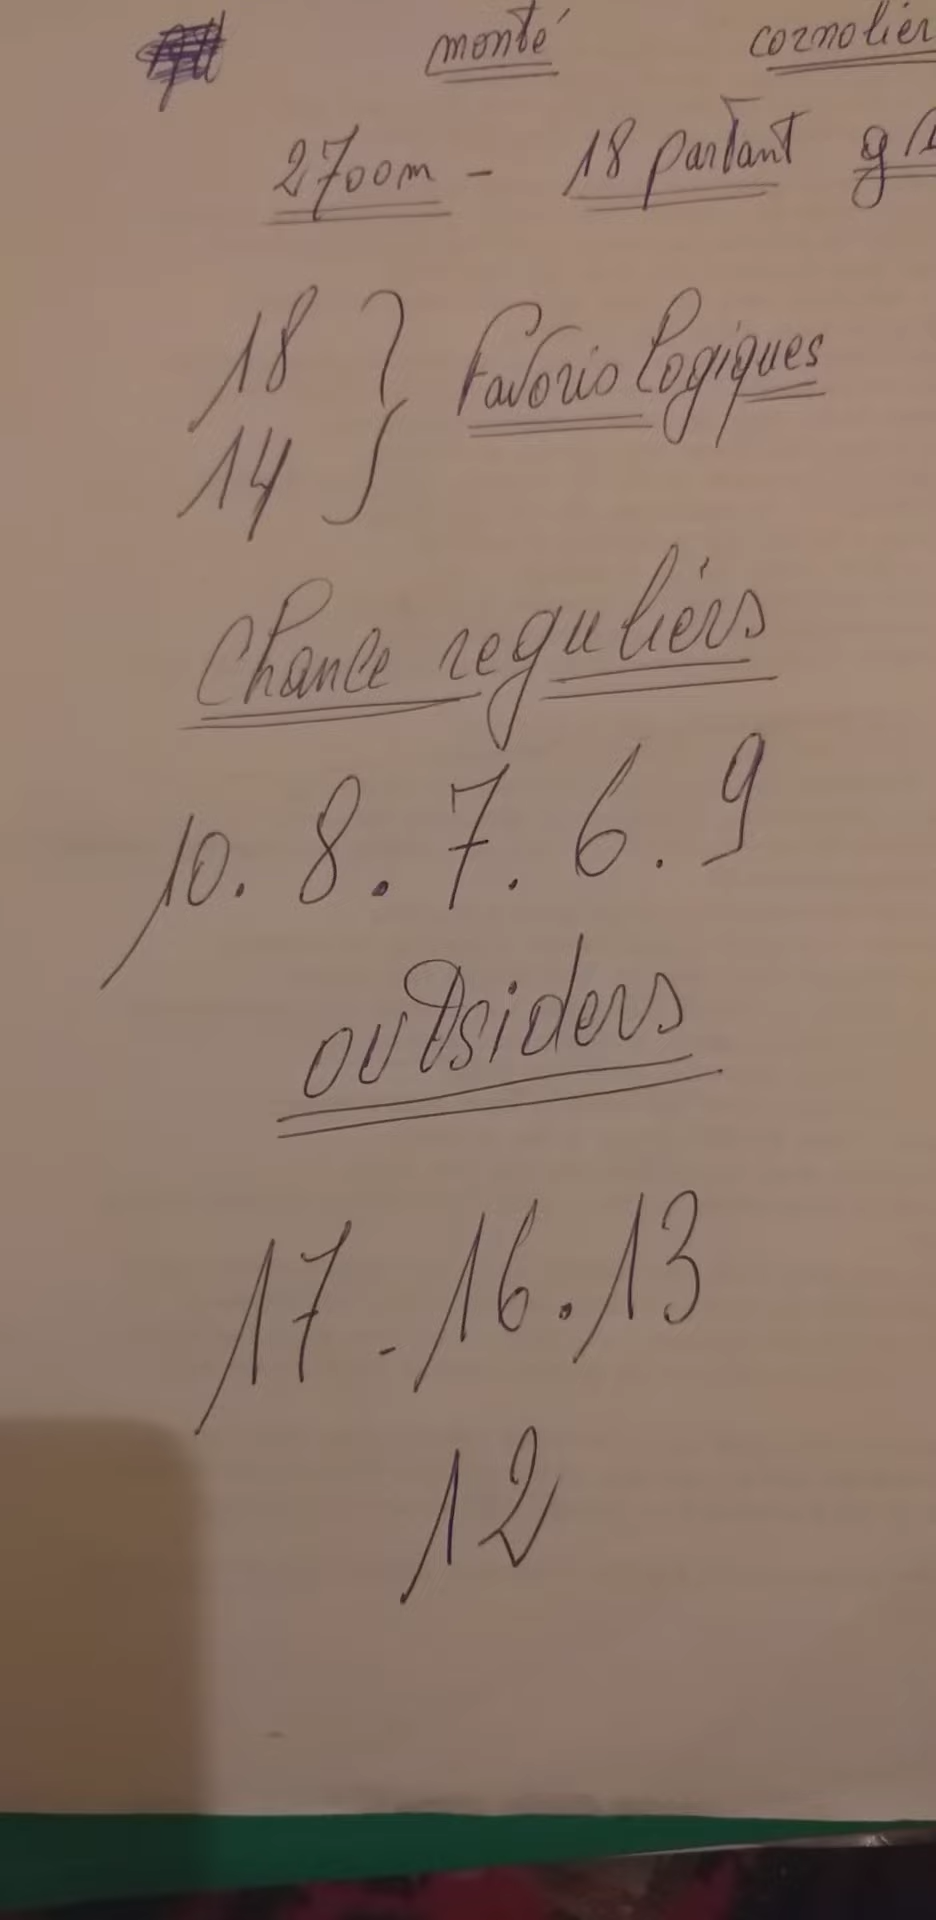 monté cornolier
2700m - 18 partant g
18 } Favoris logiques
14
Chance reguliérs
10. 8. 7. 6. 9
outsiders
17 - 16. 13
12